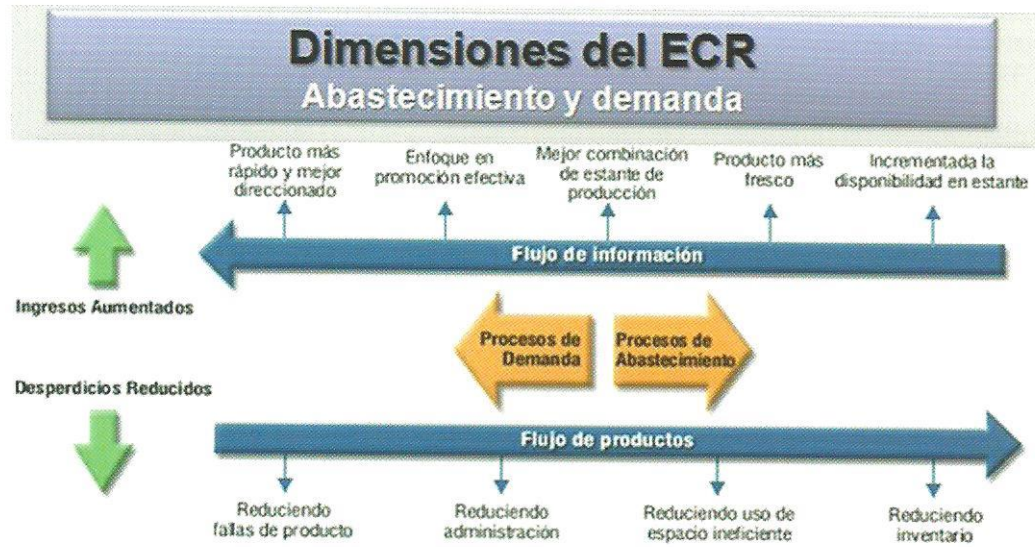 Dimensiones del ECR
Abastecimiento y demanda
Producto más
rápido y mejor
direccionado
Enfoque en
promoción efectiva
Mejor combinación
de estante de
producción
Producto más
fresco
Incrementada la
disponibilidad en estante
Flujo de información
Ingresos Aumentados
Procesos de
Demanda
Procesos de
Abastecimiento
Desperdicios Reducidos
Flujo de productos
Reduciendo
fallas de producto
Reduciendo
administración
Reduciendo uso de
espacio ineficiente
Reduciendo
inventario